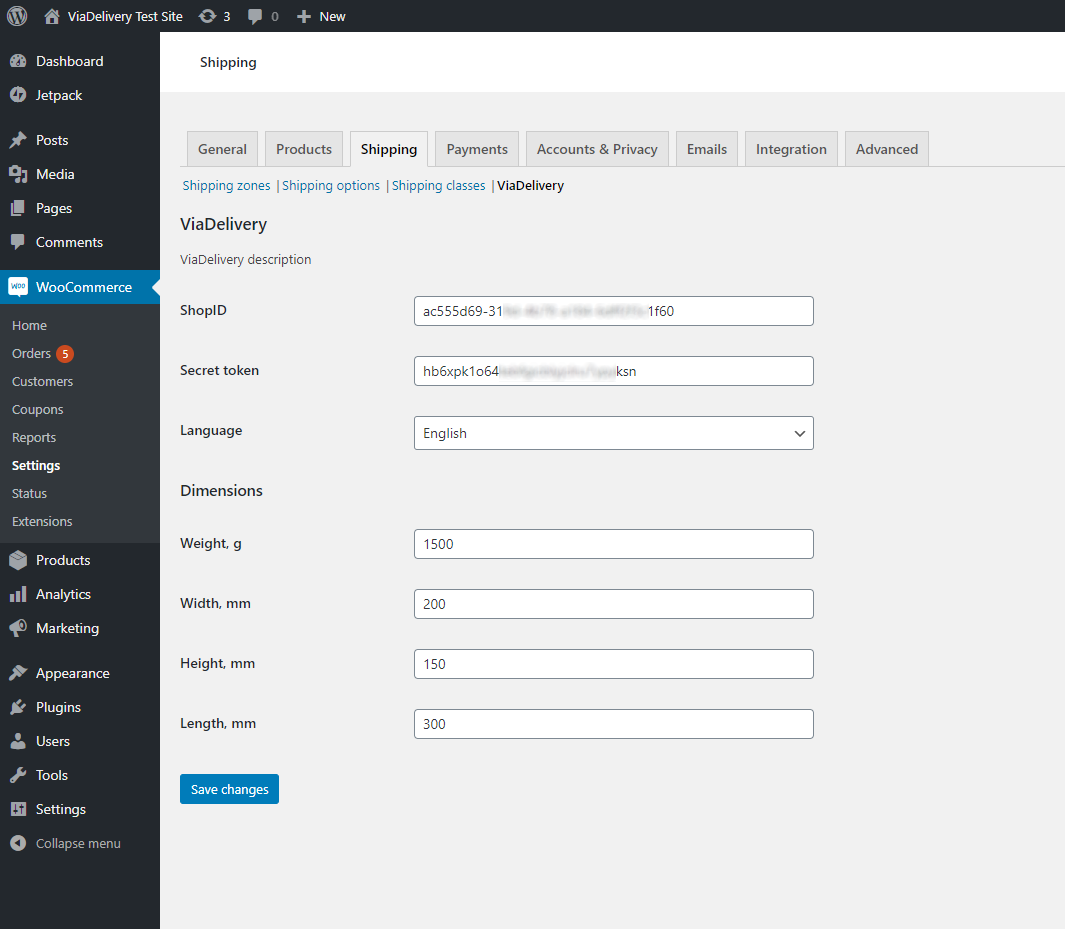 ViaDelivery Test Site 3 0 New
Dashboard
Jetpack
Posts
Media
Pages
Comments
WooCommerce
Home
Orders 5
Customers
Coupons
Reports
Settings
Status
Extensions
Products
Analytics
Marketing
Appearance
Plugins
Users
Tools
Settings
Collapse menu
Shipping
General Products Shipping Payments Accounts & Privacy Emails Integration Advanced
Shipping zones | Shipping options | Shipping classes | ViaDelivery
ViaDelivery
ViaDelivery description
ShopID ac555d69-31 1f60
Secret token hb6xpk1o64 ksn
Language English
Dimensions
Weight, g 1500
Width, mm 200
Height, mm 150
Length, mm 300
Save changes